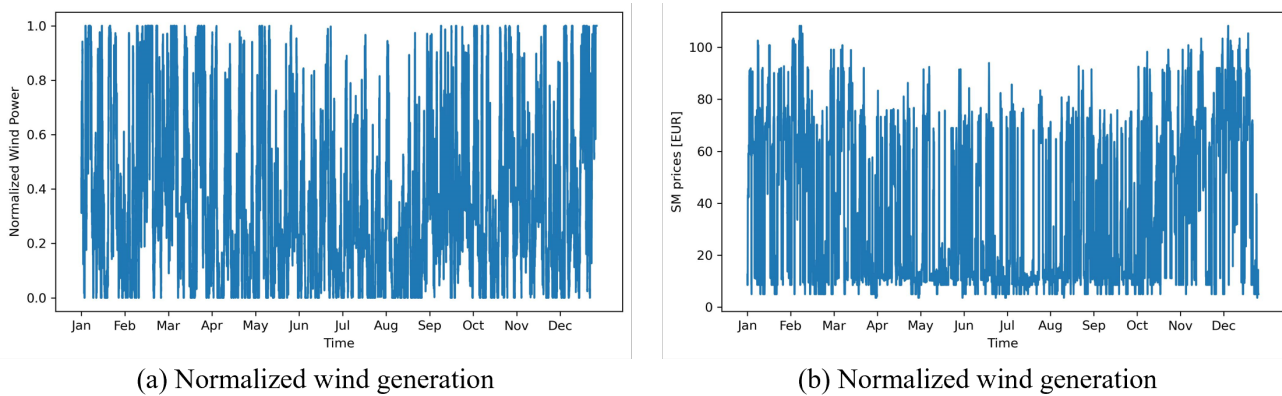 1.0
0.8
0.6
0.4
0.2
0.0
Normalized Wind Power
Jan Feb Mar Apr May Jun Jul Aug Sep Oct Nov Dec
Time
(a) Normalized wind generation
100
80
60
40
20
0
SM prices [EUR]
Jan Feb Mar Apr May Jun Jul Aug Sep Oct Nov Dec
Time
(b) Normalized wind generation